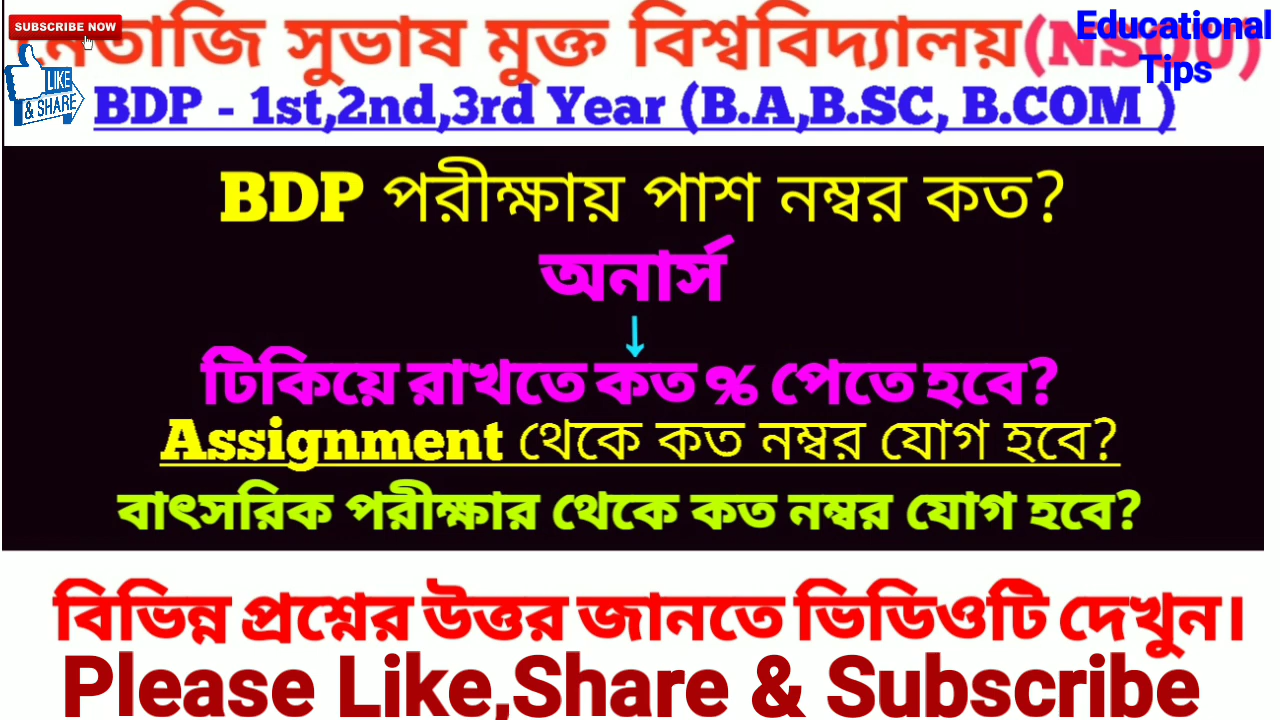 SUBSCRIBE NOW
নেতাজি সুভাষ মুক্ত বিশ্ববিদ্যালয়(NSOU)
Educational
Tips
LIKE
& SHARE
BDP - 1st,2nd,3rd Year (B.A,B.SC, B.COM )
BDP পরীক্ষায় পাশ নম্বর কত?
অনার্স
↓
টিকিয়ে রাখতে কত % পেতে হবে?
Assignment থেকে কত নম্বর যোগ হবে?
বাৎসরিক পরীক্ষার থেকে কত নম্বর যোগ হবে?
বিভিন্ন প্রশ্নের উত্তর জানতে ভিডিওটি দেখুন।
Please Like,Share & Subscribe